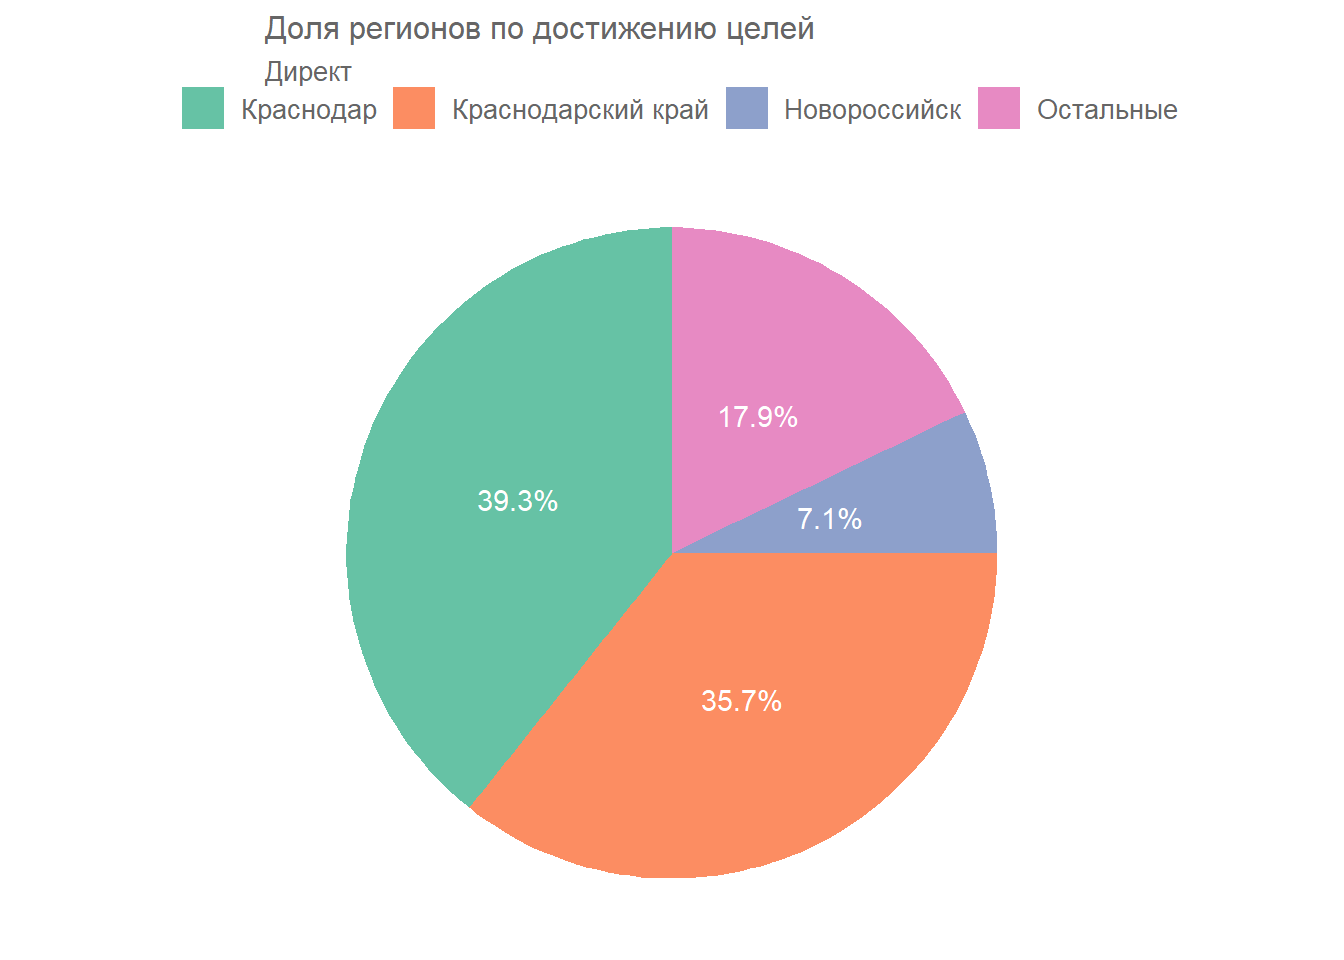 Доля регионов по достижению целей
Директ
Краснодар Краснодарский край Новороссийск Остальные
17.9%
39.3%
7.1%
35.7%